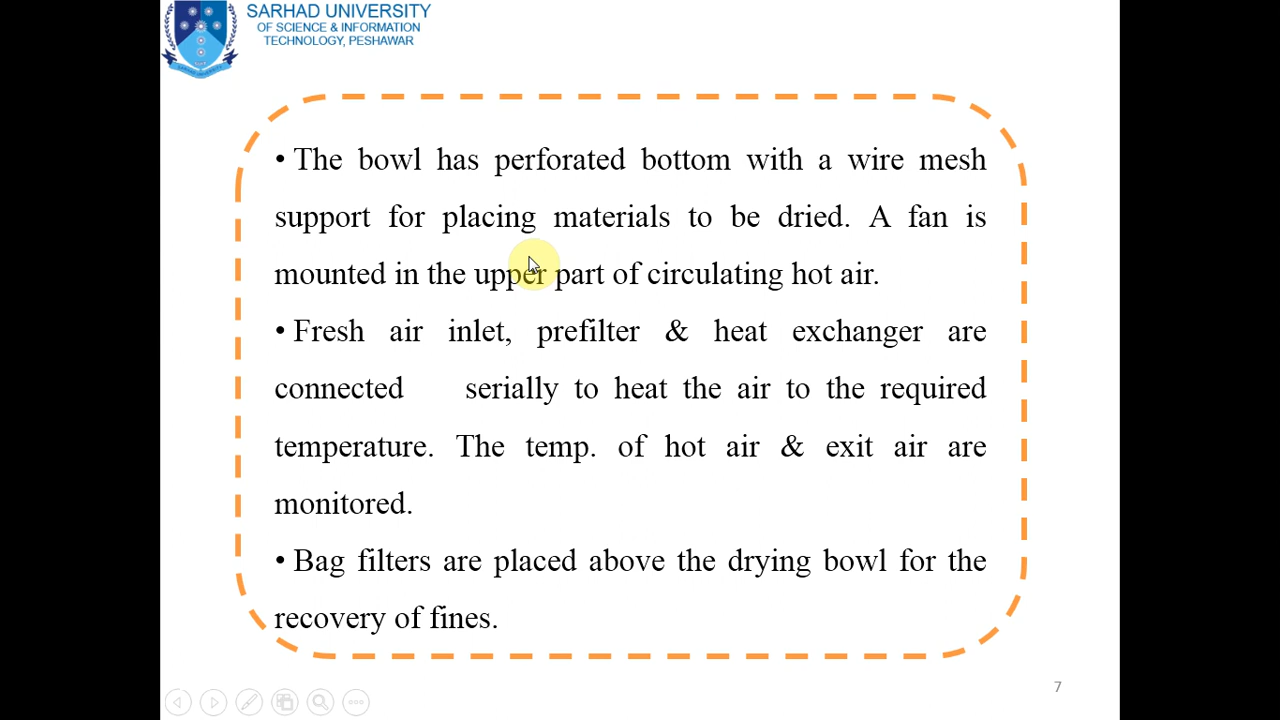 SARHAD UNIVERSITY
OF SCIENCE & INFORMATION
TECHNOLOGY, PESHAWAR
• The bowl has perforated bottom with a wire mesh
support for placing materials to be dried. A fan is
mounted in the upper part of circulating hot air.
• Fresh air inlet, prefilter & heat exchanger are
connected serially to heat the air to the required
temperature. The temp. of hot air & exit air are
monitored.
• Bag filters are placed above the drying bowl for the
recovery of fines.
7